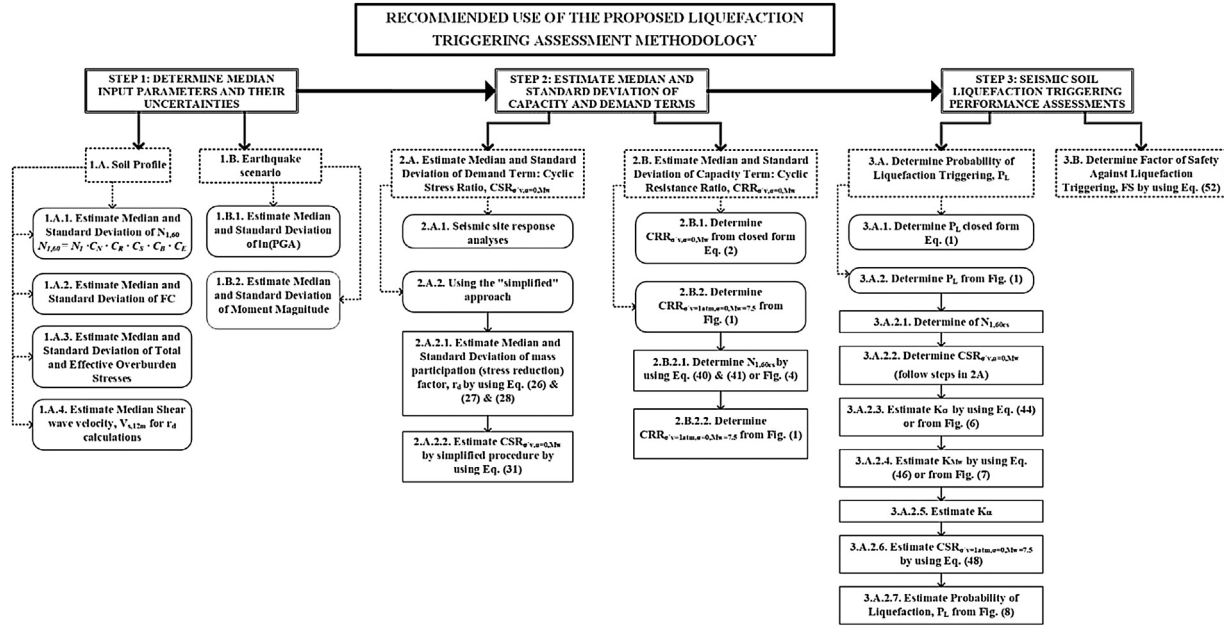 RECOMMENDED USE OF THE PROPOSED LIQUEFACTION
TRIGGERING ASSESSMENT METHODOLOGY
STEP 1: DETERMINE MEDIAN
INPUT PARAMETERS AND THEIR
UNCERTAINTIES
1.A. Soil Profile
1.A.1. Estimate Median and
Standard Deviation of N1,60
N1,60 = N1 ·CN · CR · CS · CB · CE
1.A.2. Estimate Median and
Standard Deviation of FC
1.A.3. Estimate Median and
Standard Deviation of Total
and Effective Overburden
Stresses
1.A.4. Estimate Median Shear
wave velocity, Vs,12m for rd
calculations
1.B. Earthquake
scenario
1.B.1. Estimate Median
and Standard Deviation
of ln(PGA)
1.B.2. Estimate Median
and Standard Deviation
of Moment Magnitude
STEP 2: ESTIMATE MEDIAN AND
STANDARD DEVIATION OF
CAPACITY AND DEMAND TERMS
2.A. Estimate Median and Standard
Deviation of Demand Term: Cyclic
Stress Ratio, CSRσ'v,α=0,Mw
2.A.1. Seismic site response
analyses
2.A.2. Using the "simplified"
approach
2.A.2.1. Estimate Median and
Standard Deviation of mass
participation (stress reduction)
factor, rd by using Eq. (26) &
(27) & (28)
2.A.2.2. Estimate CSRσ'v,α=0,Mw
by simplified procedure by
using Eq. (31)
2.B. Estimate Median and Standard
Deviation of Capacity Term: Cyclic
Resistance Ratio, CRRσ'v,α=0,Mw
2.B.1. Determine
CRRσ'v,α=0,Mw from closed form
Eq. (2)
2.B.2. Determine
CRRσ'v=1atm,α=0,Mw=7.5 from
Fig. (1)
2.B.2.1. Determine N1,60cs by
using Eq. (40) & (41) or Fig. (4)
2.B.2.2. Determine
CRRσ'v=1atm,α=0,Mw=7.5 from Fig. (1)
STEP 3: SEISMIC SOIL
LIQUEFACTION TRIGGERING
PERFORMANCE ASSESSMENTS
3.A. Determine Probability of
Liquefaction Triggering, PL
3.A.1. Determine PL closed form
Eq. (1)
3.A.2. Determine PL from Fig. (1)
3.A.2.1. Determine of N1,60cs
3.A.2.2. Determine CSRσ'v,α=0,Mw
(follow steps in 2A)
3.A.2.3. Estimate Kσ by using Eq. (44)
or from Fig. (6)
3.A.2.4. Estimate KMw by using Eq.
(46) or from Fig. (7)
3.A.2.5. Estimate Kα
3.A.2.6. Estimate CSRσ'v=1atm,α=0,Mw=7.5
by using Eq. (48)
3.A.2.7. Estimate Probability of
Liquefaction, PL from Fig. (8)
3.B. Determine Factor of Safety
Against Liquefaction
Triggering, FS by using Eq. (52)